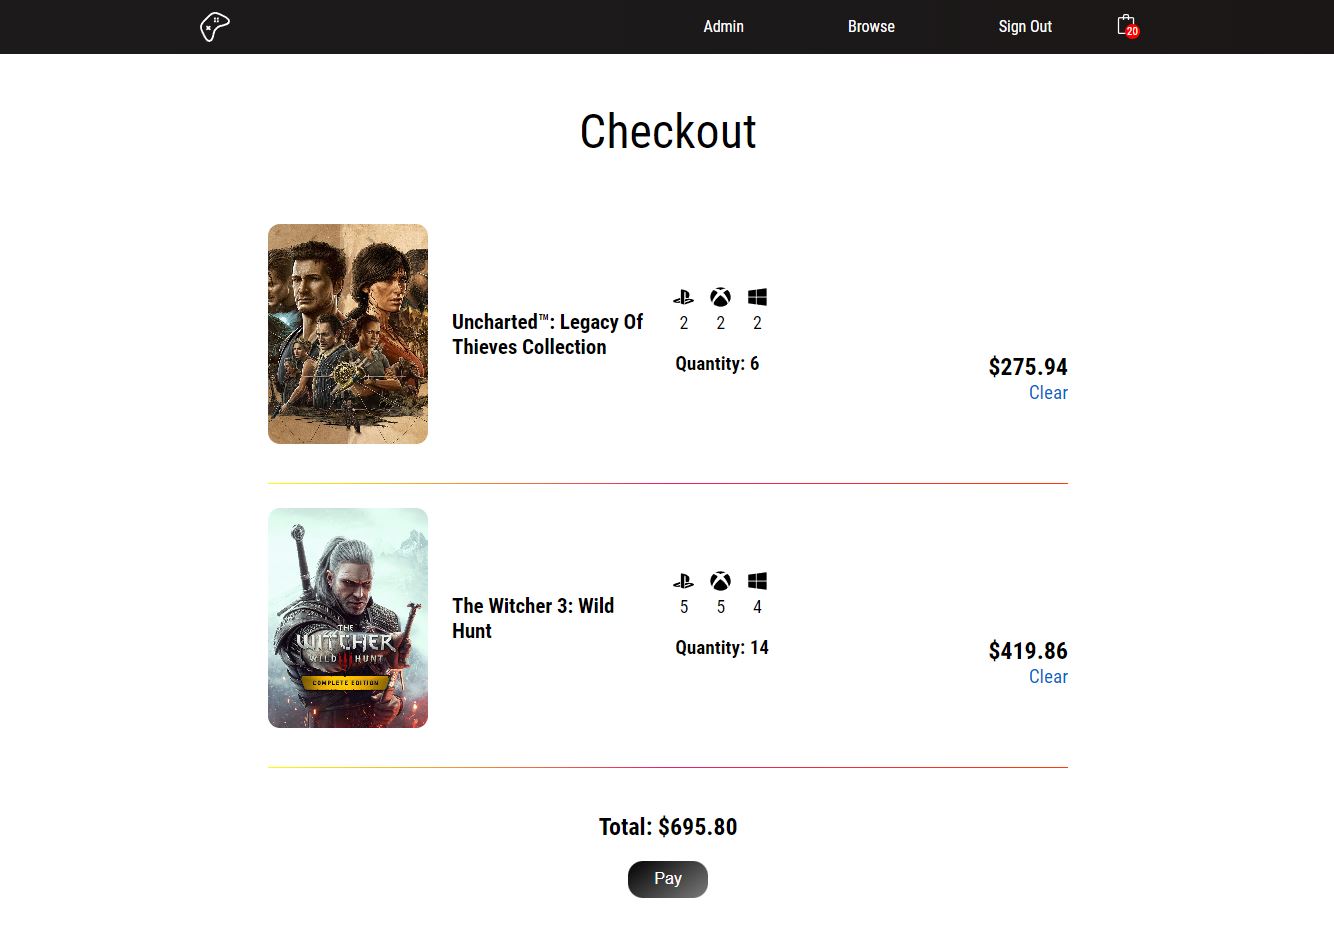 Admin
Browse
Sign Out
20
Checkout
Uncharted™: Legacy Of
Thieves Collection
2 2 2
Quantity: 6
$275.94
Clear
THE
WITCHER
WILD HUNT
COMPLETE EDITION
The Witcher 3: Wild
Hunt
5 5 4
Quantity: 14
$419.86
Clear
Total: $695.80
Pay